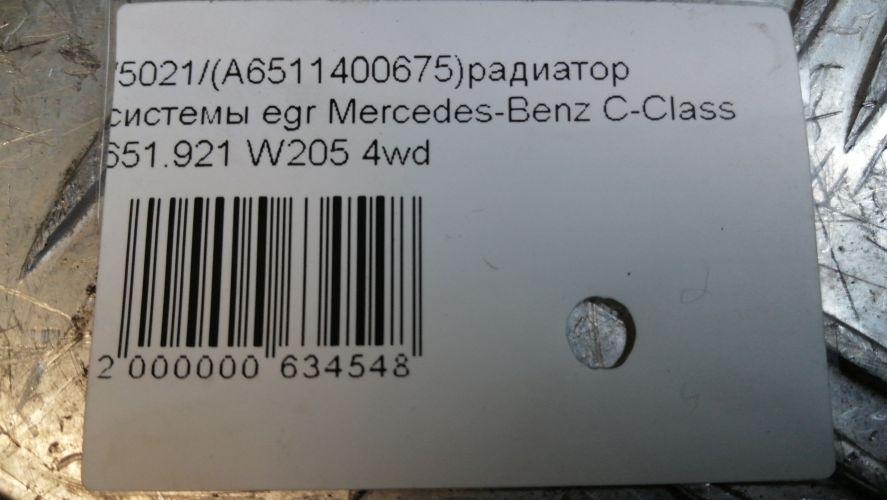 /5021/(A6511400675)радиатор
системы egr Mercedes-Benz C-Class
651.921 W205 4wd
2 000000 634548